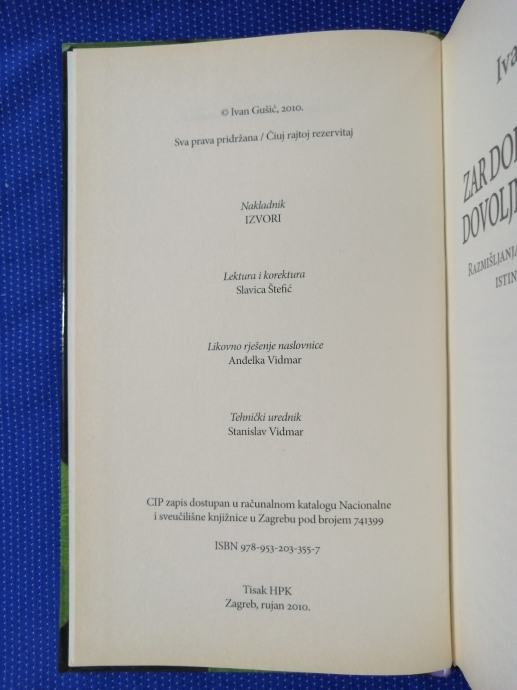 © Ivan Gušić, 2010.
Sva prava pridržana / Ĉiuj rajtoj rezervitaj
Nakladnik
IZVORI
Lektura i korektura
Slavica Štefić
Likovno rješenje naslovnice
Anđelka Vidmar
Tehnički urednik
Stanislav Vidmar
CIP zapis dostupan u računalnom katalogu Nacionalne
i sveučilišne knjižnice u Zagrebu pod brojem 741399
ISBN 978-953-203-355-7
Tisak HPK
Zagreb, rujan 2010.